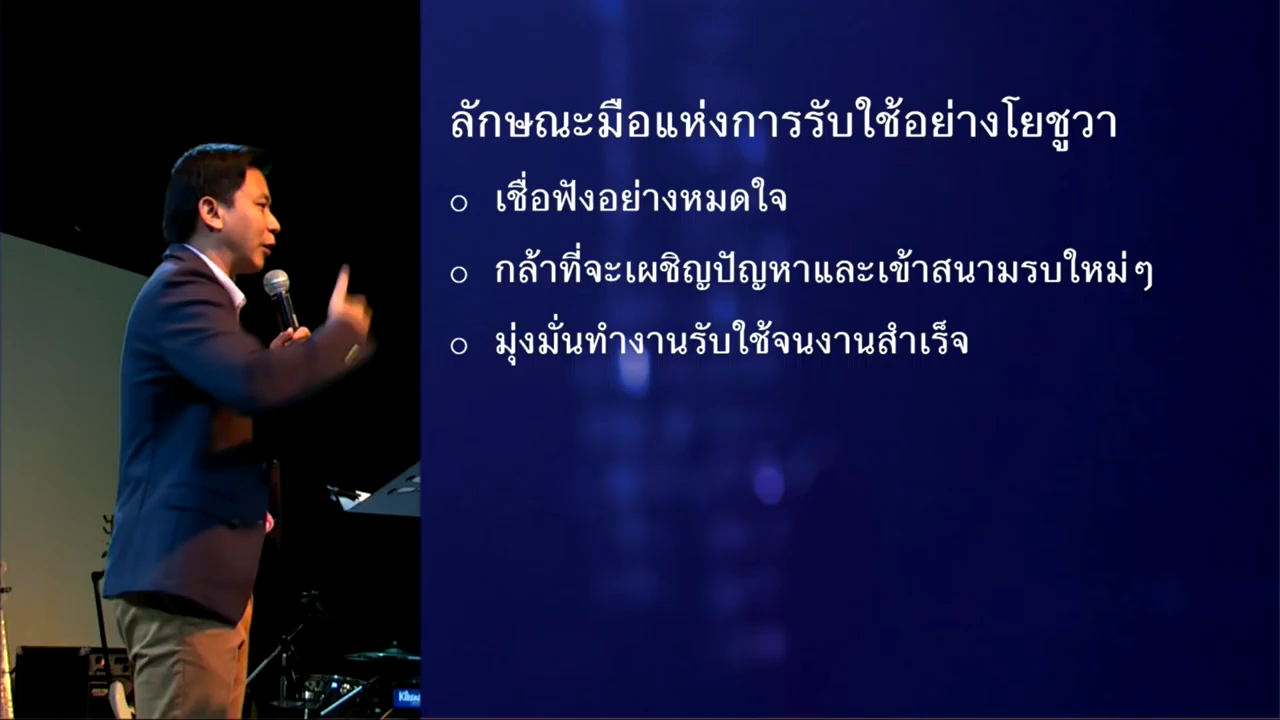 ลักษณะมือแห่งการรับใช้อย่างโยชูวา
เชื่อฟังอย่างหมดใจ
กล้าที่จะเผชิญปัญหาและเข้าสนามรบใหม่ๆ
มุ่งมั่นทำงานรับใช้จนงานสำเร็จ